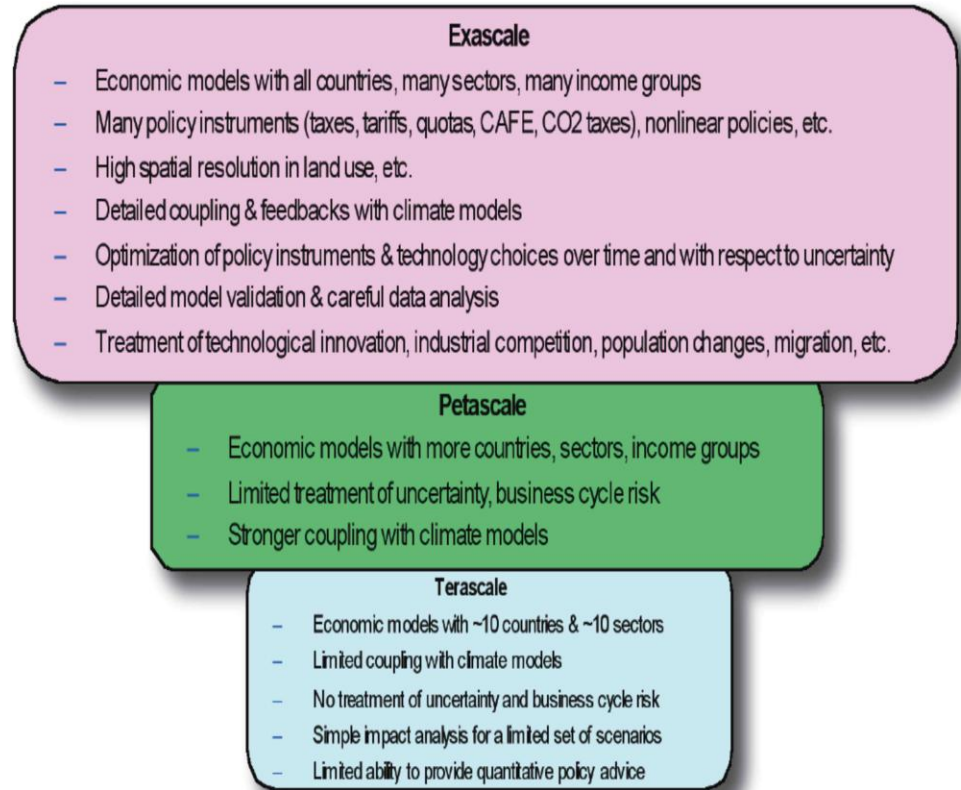 Exascale
– Economic models with all countries, many sectors, many income groups
– Many policy instruments (taxes, tariffs, quotas, CAFE, CO2 taxes), nonlinear policies, etc.
– High spatial resolution in land use, etc.
– Detailed coupling & feedbacks with climate models
– Optimization of policy instruments & technology choices over time and with respect to uncertainty
– Detailed model validation & careful data analysis
– Treatment of technological innovation, industrial competition, population changes, migration, etc.
Petascale
– Economic models with more countries, sectors, income groups
– Limited treatment of uncertainty, business cycle risk
– Stronger coupling with climate models
Terascale
– Economic models with ~10 countries & ~10 sectors
– Limited coupling with climate models
– No treatment of uncertainty and business cycle risk
– Simple impact analysis for a limited set of scenarios
– Limited ability to provide quantitative policy advice